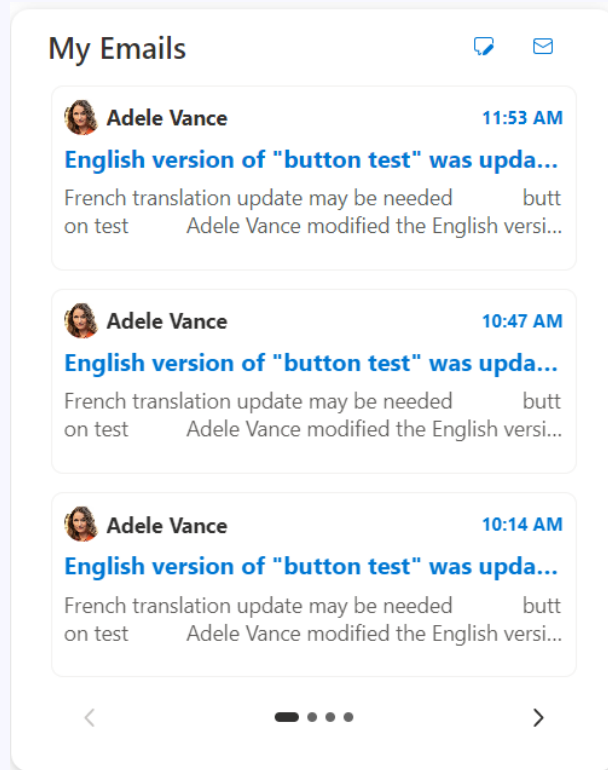 My Emails
Adele Vance 11:53 AM
English version of "button test" was upda...
French translation update may be needed butt
on test Adele Vance modified the English versi...
Adele Vance 10:47 AM
English version of "button test" was upda...
French translation update may be needed butt
on test Adele Vance modified the English versi...
Adele Vance 10:14 AM
English version of "button test" was upda...
French translation update may be needed butt
on test Adele Vance modified the English versi...